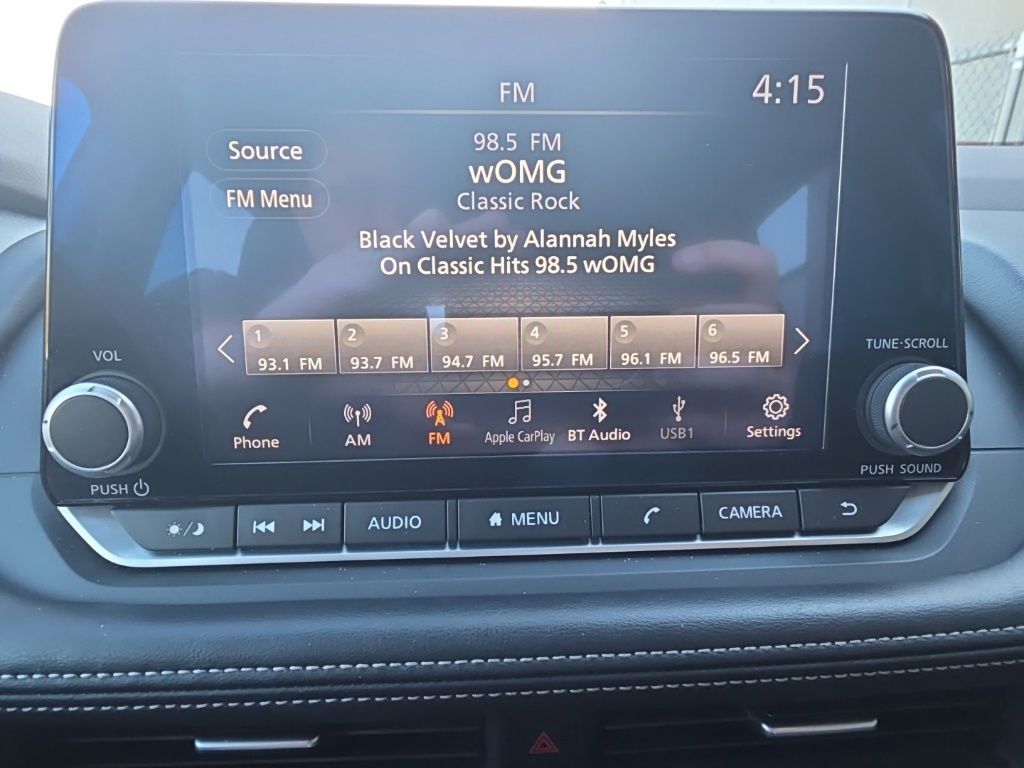 FM
4:15
Source
98.5 FM
wOMG
FM Menu
Classic Rock
Black Velvet by Alannah Myles
On Classic Hits 98.5 wOMG
1 2 3 4 5 6
93.1 FM 93.7 FM 94.7 FM 95.7 FM 96.1 FM 96.5 FM
VOL
TUNE·SCROLL
Phone AM FM Apple CarPlay BT Audio USB1 Settings
PUSH
PUSH SOUND
AUDIO MENU CAMERA